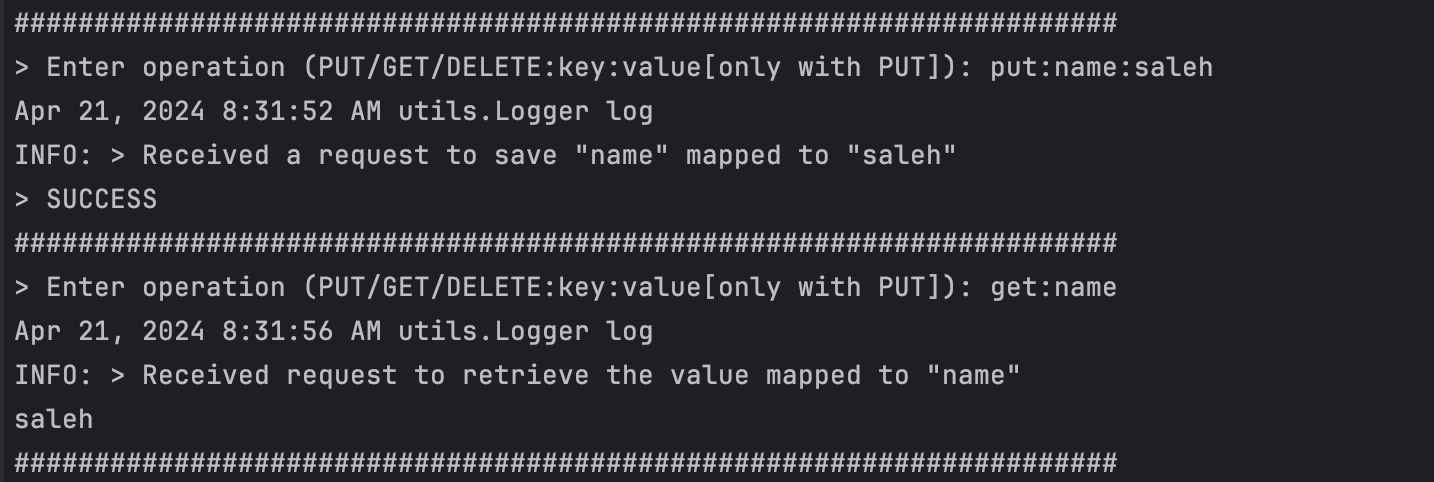 #####################################################################
> Enter operation (PUT/GET/DELETE:key:value[only with PUT]): put:name:saleh
Apr 21, 2024 8:31:52 AM utils.Logger log
INFO: > Received a request to save "name" mapped to "saleh"
> SUCCESS
#####################################################################
> Enter operation (PUT/GET/DELETE:key:value[only with PUT]): get:name
Apr 21, 2024 8:31:56 AM utils.Logger log
INFO: > Received request to retrieve the value mapped to "name"
saleh
#####################################################################